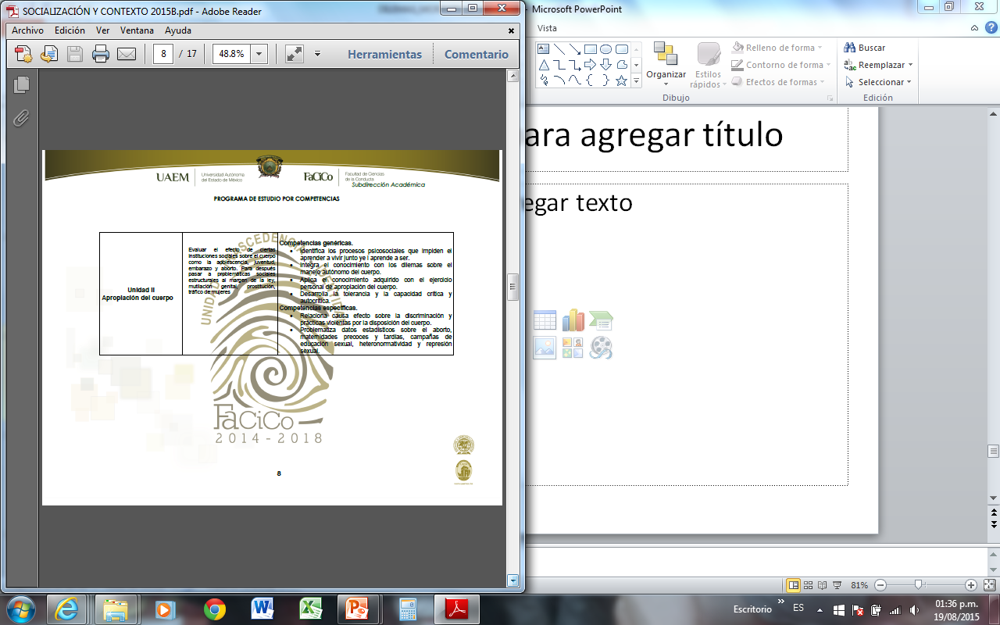 SOCIALIZACIÓN Y CONTEXTO 2015B.pdf - Adobe Reader
- Microsoft PowerPoint
Archivo Edición Ver Ventana Ayuda
Vista
8 / 17 48.8% Herramientas Comentario
Organizar
Estilos rápidos
Relleno de forma
Contorno de forma
Efectos de formas
Dibujo
Buscar
Reemplazar
Seleccionar
Edición
UAEM
Universidad Autónoma
del Estado de México
FaCiCo
Facultad de Ciencias
de la Conducta
Subdirección Académica
PROGRAMA DE ESTUDIO POR COMPETENCIAS
Unidad II
Apropiación del cuerpo
Evaluar el efecto de ciertas
instituciones sociales sobre el cuerpo
como la adolescencia, juventud,
embarazo y aborto. Para después
pasar a problemáticas sociales
estructurales al margen de la ley,
mutilación genital, prostitución,
tráfico de mujeres
Competencias genéricas.
• Identifica los procesos psicosociales que impiden el
aprender a vivir junto ye l aprende a ser.
• Integra el conocimiento con los dilemas sobre el
manejo autónomo del cuerpo.
• Aplica el conocimiento adquirido con el ejercicio
personal de apropiación del cuerpo.
• Desarrolla la tolerancia y la capacidad crítica y
autocrítica.
Competencias específicas.
• Relaciona causa efecto sobre la discriminación y
prácticas violentas por la disposición del cuerpo.
• Problematiza datos estadísticos sobre el aborto,
maternidades precoces y tardías, campañas de
educación sexual, heteronormatividad y represión
sexual.
FaCiCo
2014-2018
8
ara agregar título
egar texto
81%
Escritorio
ES
01:36 p.m.
19/08/2015